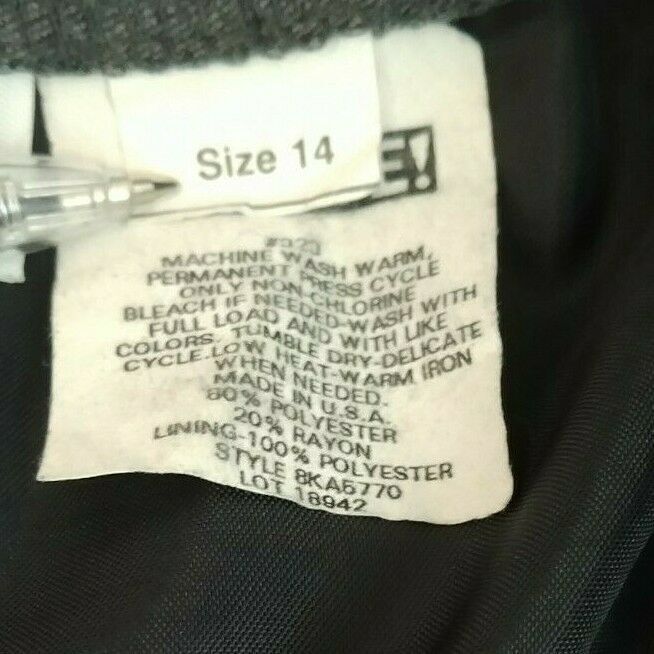 Size 14
E!
#323
MACHINE WASH WARM,
PERMANENT PRESS CYCLE
ONLY NON-CHLORINE
BLEACH IF NEEDED-WASH WITH
FULL LOAD AND WITH LIKE
COLORS, TUMBLE DRY-DELICATE
CYCLE.LOW HEAT-WARM IRON
WHEN NEEDED.
MADE IN U.S.A.
80% POLYESTER
20% RAYON
LINING-100% POLYESTER
STYLE 8KA5770
LOT 18942